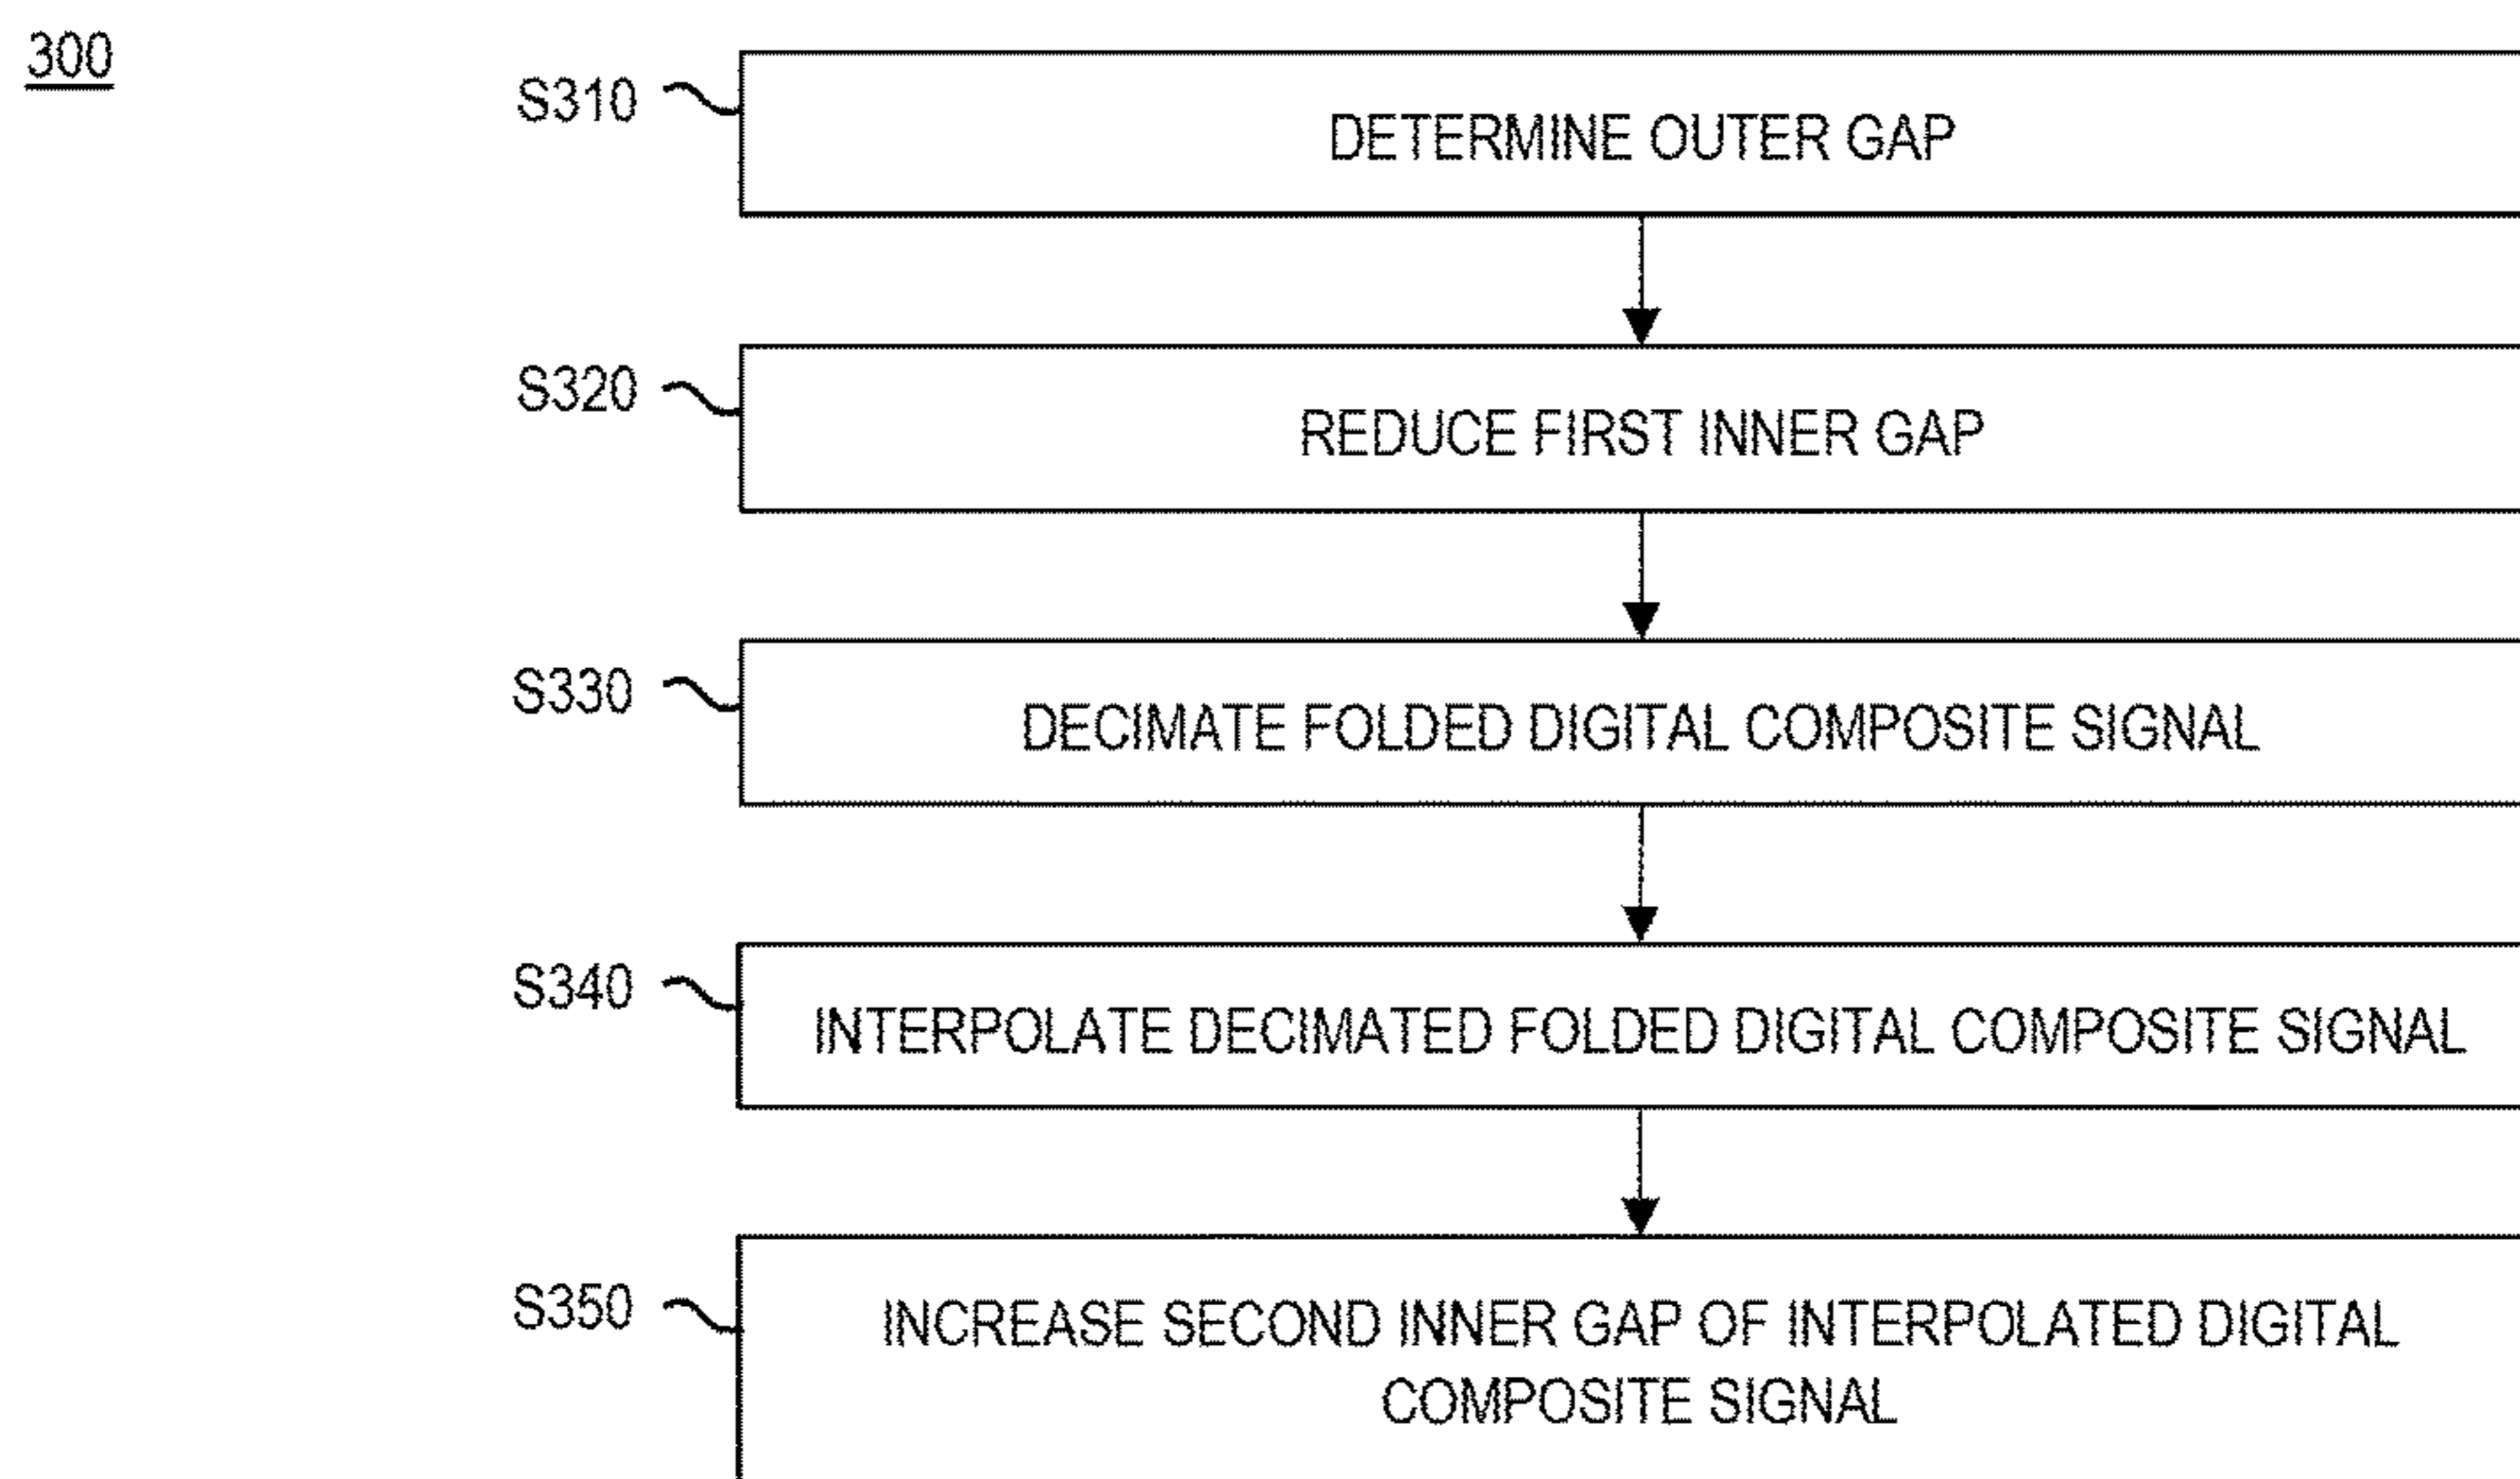 300
S310
DETERMINE OUTER GAP
S320
REDUCE FIRST INNER GAP
S330
DECIMATE FOLDED DIGITAL COMPOSITE SIGNAL
S340
INTERPOLATE DECIMATED FOLDED DIGITAL COMPOSITE SIGNAL
S350
INCREASE SECOND INNER GAP OF INTERPOLATED DIGITAL
COMPOSITE SIGNAL